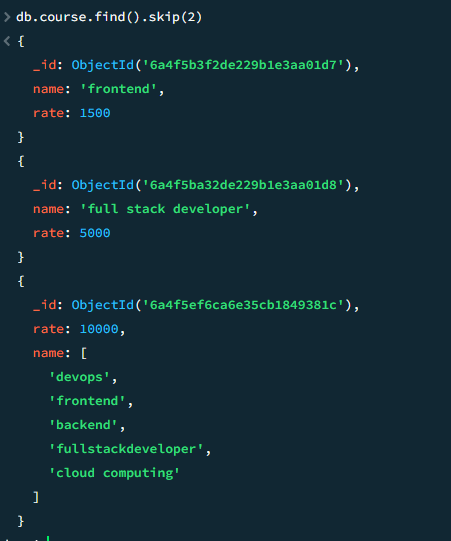 > db.course.find().skip(2)
< {
_id: ObjectId('6a4f5b3f2de229b1e3aa01d7'),
name: 'frontend',
rate: 1500
}
{
_id: ObjectId('6a4f5ba32de229b1e3aa01d8'),
name: 'full stack developer',
rate: 5000
}
{
_id: ObjectId('6a4f5ef6ca6e35cb1849381c'),
rate: 10000,
name: [
'devops',
'frontend',
'backend',
'fullstackdeveloper',
'cloud computing'
]
}